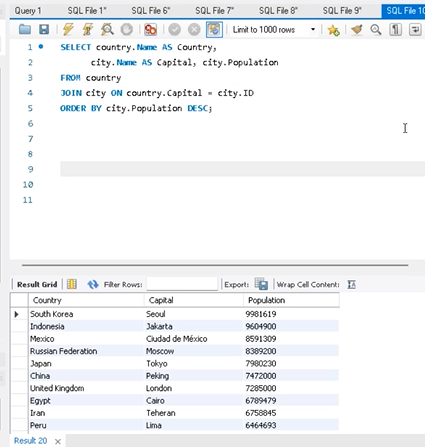 Query 1 SQL File 1" SQL File 6" SQL File 7" SQL File 8" SQL File 9" SQL File 10
Limit to 1000 rows
1 SELECT country.Name AS Country,
2 city.Name AS Capital, city.Population
3 FROM country
4 JOIN city ON country.Capital = city.ID
5 ORDER BY city.Population DESC;
6
7
8
9
10
11
Result Grid Filter Rows: Export: Wrap Cell Content: IA
Country Capital Population
South Korea Seoul 9981619
Indonesia Jakarta 9604900
Mexico Ciudad de México 8591309
Russian Federation Moscow 8389200
Japan Tokyo 7980230
China Peking 7472000
United Kingdom London 7285000
Egypt Cairo 6789479
Iran Teheran 6758845
Peru Lima 6464693
Result 20 ×